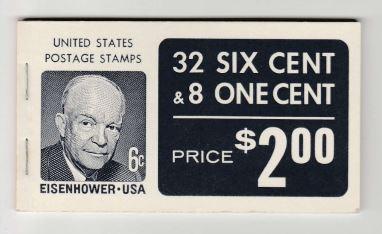 UNITED STATES
POSTAGE STAMPS
6c
EISENHOWER·USA
32 SIX CENT
& 8 ONE CENT
PRICE $2.00